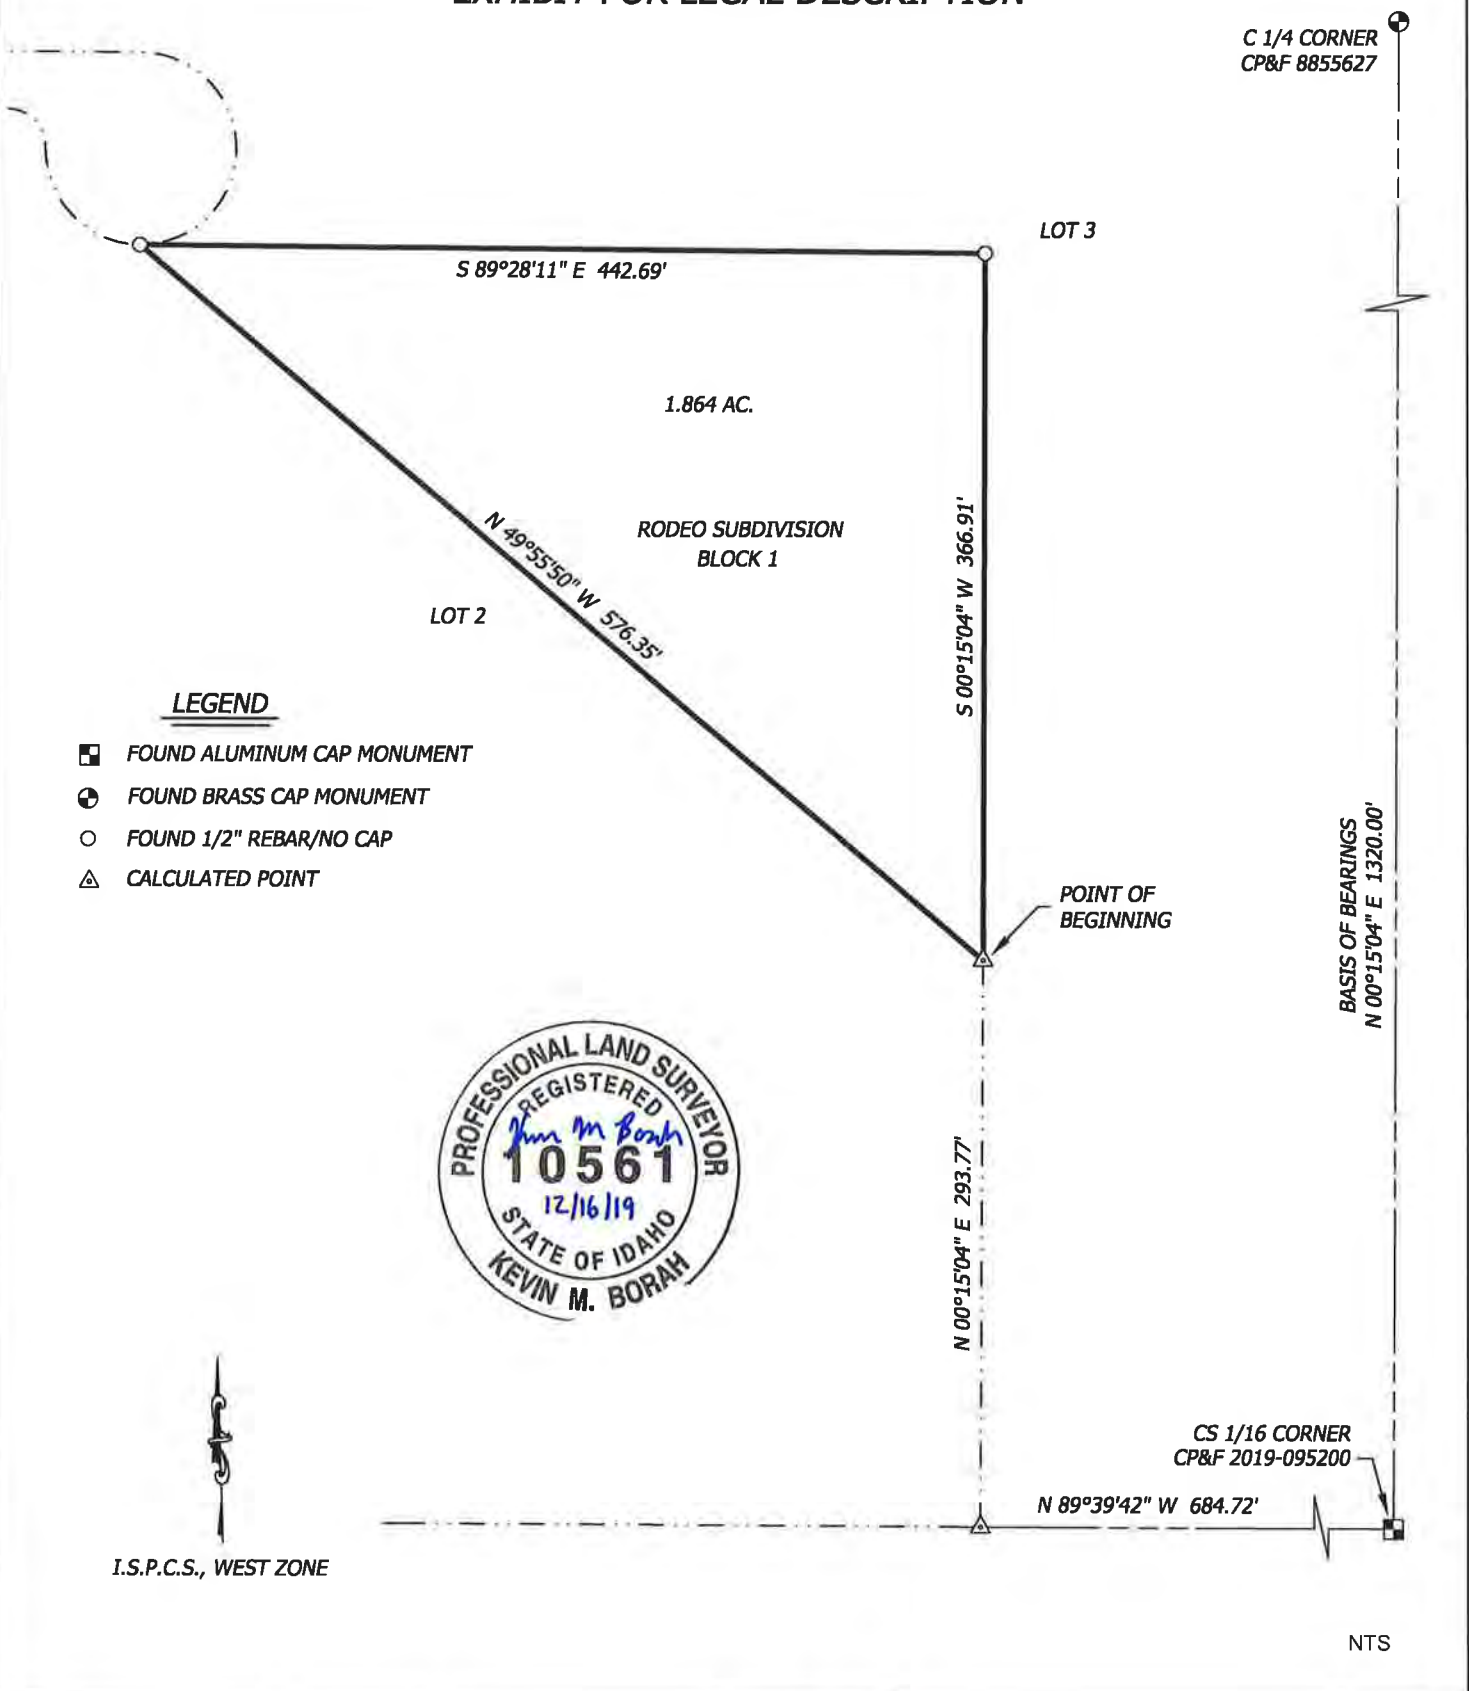 EXHIBIT FOR LEGAL DESCRIPTION
C 1/4 CORNER
CP&F 8855627
LOT 3
S 89°28'11" E 442.69'
1.864 AC.
S 00°15'04" W 366.91'
RODEO SUBDIVISION
BLOCK 1
N 49°55'50" W 576.35'
LOT 2
LEGEND
FOUND ALUMINUM CAP MONUMENT
FOUND BRASS CAP MONUMENT
FOUND 1/2" REBAR/NO CAP
CALCULATED POINT
POINT OF
BEGINNING
BASIS OF BEARINGS
N 00°15'04" E 1320.00'
PROFESSIONAL LAND SURVEYOR
REGISTERED
10561
12/16/19
STATE OF IDAHO
KEVIN M. BORAH
N 00°15'04" E 293.77'
CS 1/16 CORNER
CP&F 2019-095200
N 89°39'42" W 684.72'
I.S.P.C.S., WEST ZONE
NTS